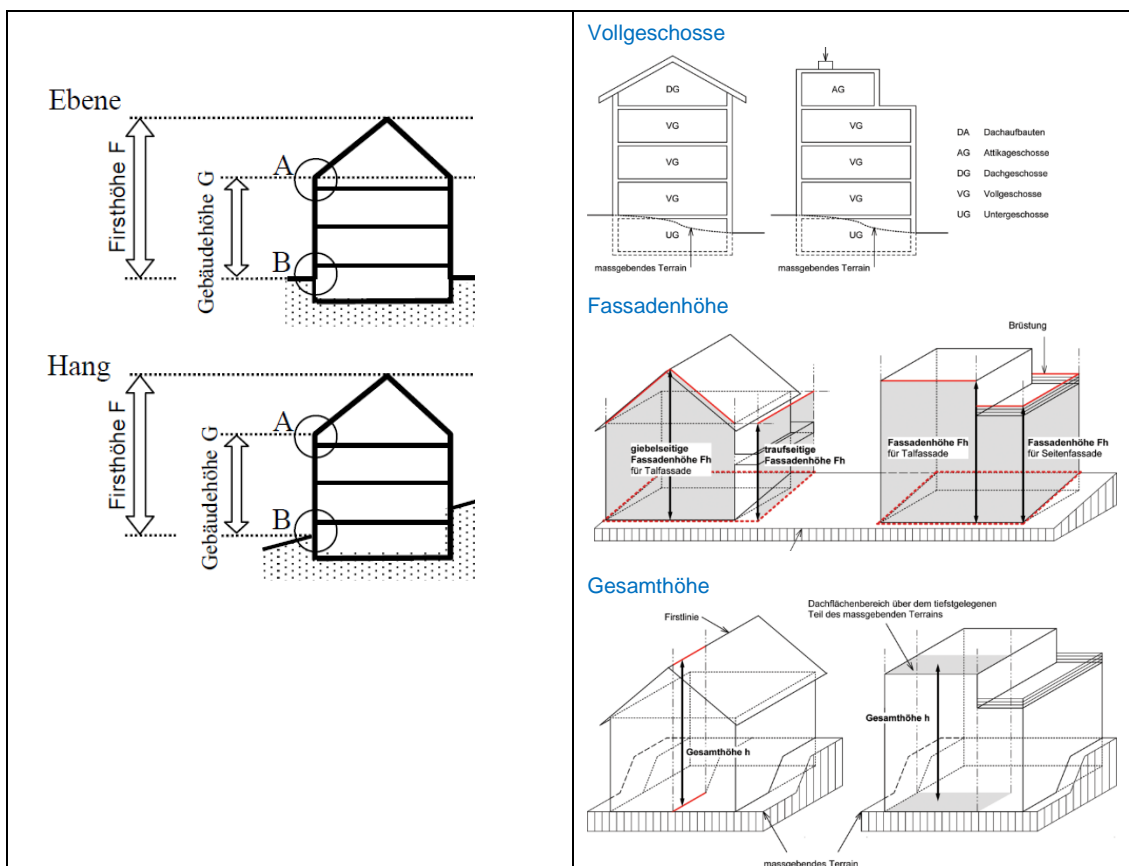 Ebene
Firsthöhe F
Gebäudehöhe G
A
B
Hang
Firsthöhe F
Gebäudehöhe G
A
B
Vollgeschosse
DG
AG
VG
VG
VG
VG
VG
VG
UG
UG
massgebendes Terrain
massgebendes Terrain
DA Dachaufbauten
AG Attikageschosse
DG Dachgeschosse
VG Vollgeschosse
UG Untergeschosse
Fassadenhöhe
Brüstung
giebelseitige
Fassadenhöhe Fh
für Talfassade
traufseitige
Fassadenhöhe Fh
Fassadenhöhe Fh
für Talfassade
Fassadenhöhe Fh
für Seitenfassade
Gesamthöhe
Firstlinie
Dachflächenbereich über dem tiefstgelegenen
Teil des massgebenden Terrains
Gesamthöhe h
Gesamthöhe h
massgebendes Terrain